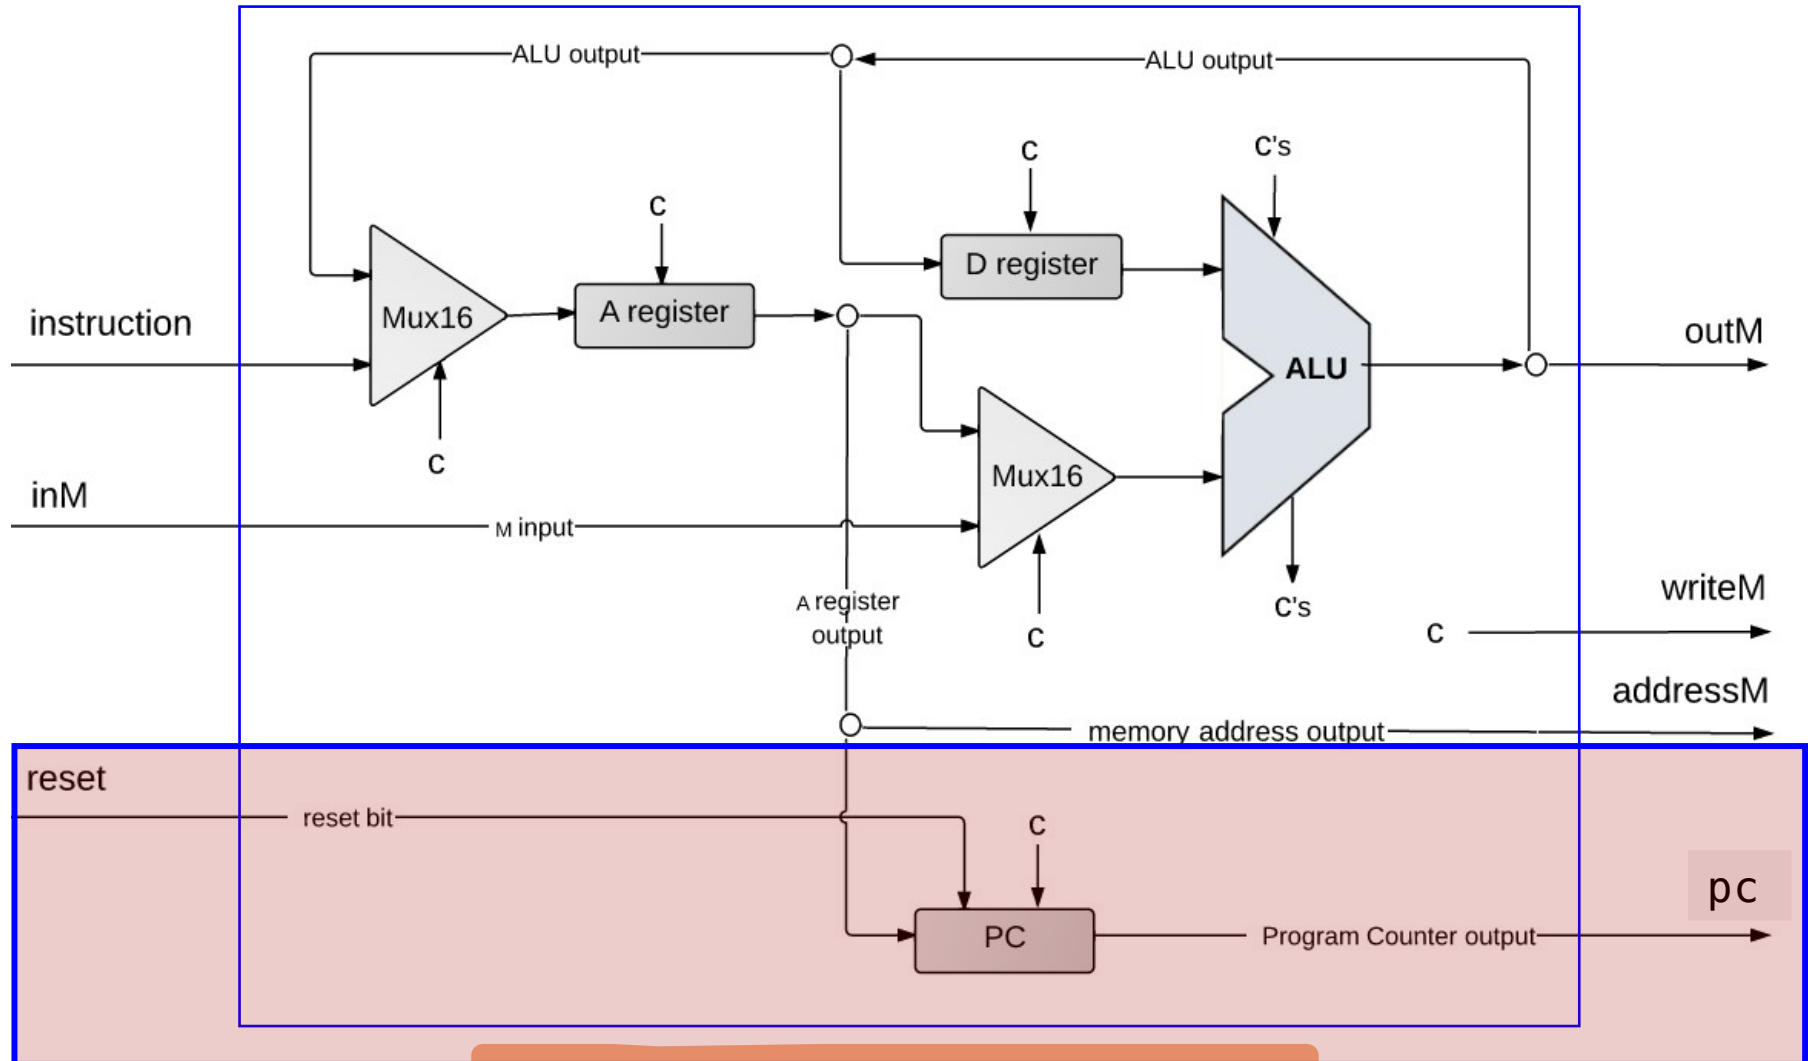 ALU output
ALU output
c
c's
c
D register
A register
Mux16
instruction
outM
ALU
c
Mux16
inM
M input
writeM
A register
output
c
c's
c
addressM
memory address output
reset
reset bit
c
pc
PC
Program Counter output